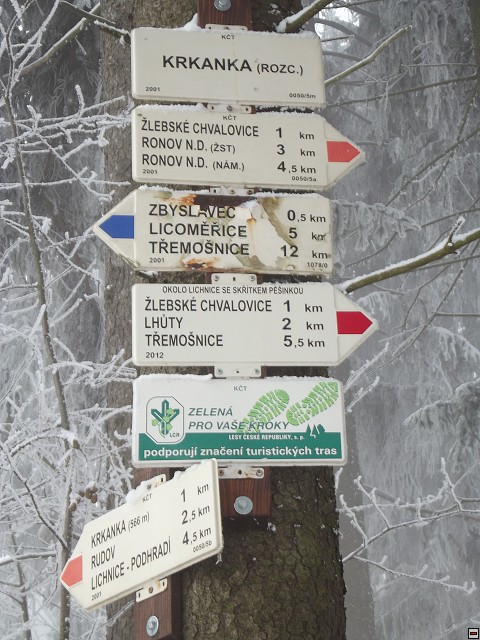 KČT
KRKANKA (ROZC.)
2001
0050/5m
KČT
ŽLEBSKÉ CHVALOVICE 1 km
RONOV N.D. (ŽST) 3 km
RONOV N.D. (NÁM.) 4,5 km
2001
0050/5a
ZBYSLAVEC 0,5 km
LICOMĚŘICE 5 km
TŘEMOŠNICE 12 km
2001
KČT
OKOLO LICHNICE SE SKŘÍTKEM PĚŠINKOU
ŽLEBSKÉ CHVALOVICE 1 km
LHŮTY 2 km
TŘEMOŠNICE 5,5 km
2012
KČT
ZELENÁ
PRO VAŠE KROKY
LČR
LESY ČESKÉ REPUBLIKY, s. p.
podporují značení turistických tras
KČT
KRKANKA (566 m) 1 km
RUDOV 2,5 km
LICHNICE - PODHRADÍ 4,5 km
2001
0050/5b